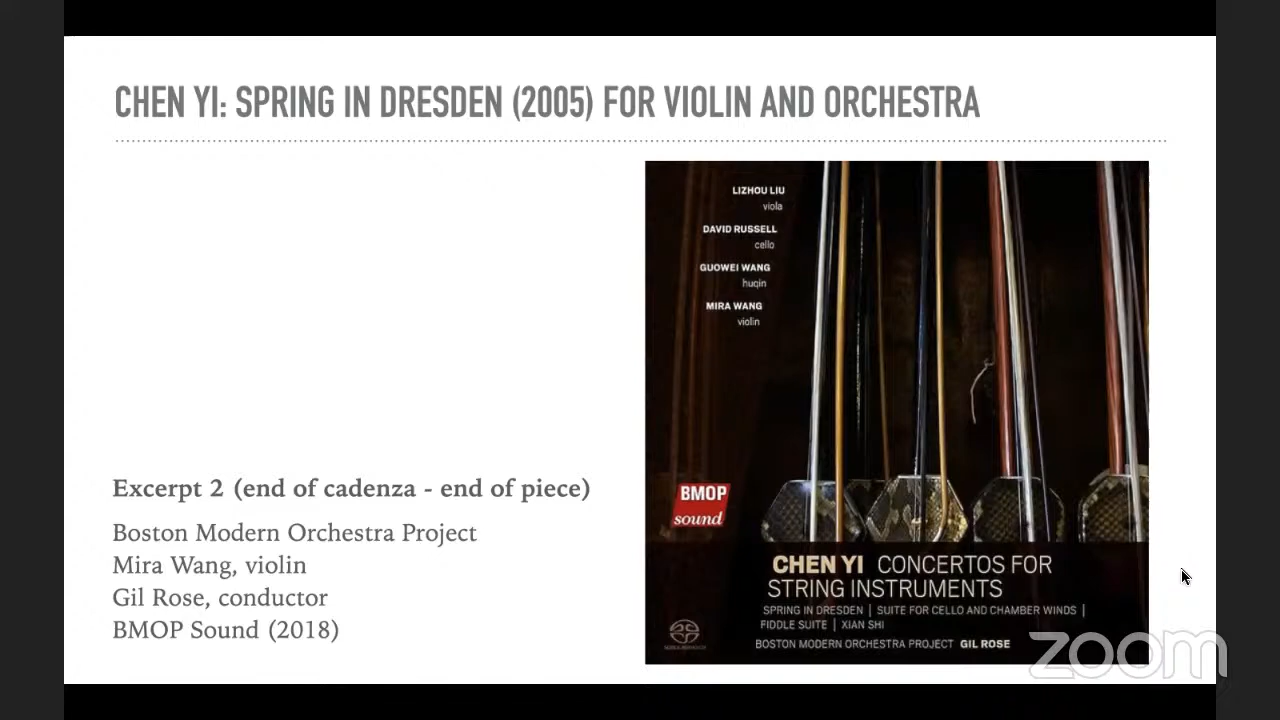 CHEN YI: SPRING IN DRESDEN (2005) FOR VIOLIN AND ORCHESTRA
LIZHOU LIU
viola
DAVID RUSSELL
cello
GUOWEI WANG
huqin
MIRA WANG
violin
Excerpt 2 (end of cadenza - end of piece)
Boston Modern Orchestra Project
Mira Wang, violin
Gil Rose, conductor
BMOP Sound (2018)
BMOP
sound
CHEN YI CONCERTOS FOR
STRING INSTRUMENTS
SPRING IN DRESDEN | SUITE FOR CELLO AND CHAMBER WINDS |
FIDDLE SUITE | XIAN SHI
BOSTON MODERN ORCHESTRA PROJECT GIL ROSE
zoom